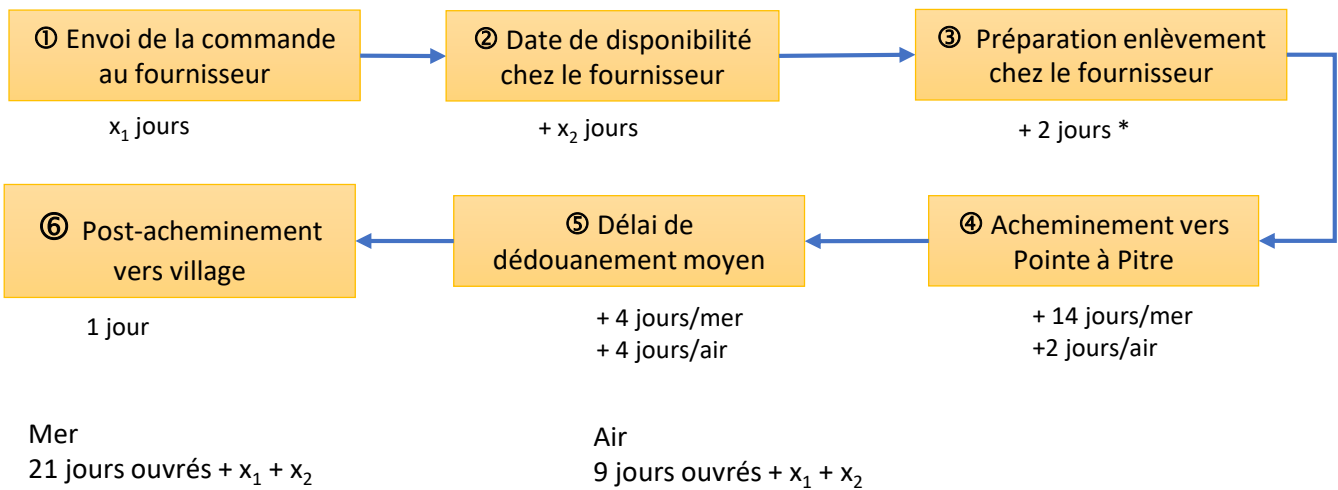 ① Envoi de la commande
au fournisseur
x₁ jours
② Date de disponibilité
chez le fournisseur
+ x₂ jours
③ Préparation enlèvement
chez le fournisseur
+ 2 jours *
④ Acheminement vers
Pointe à Pitre
+ 14 jours/mer
+2 jours/air
⑤ Délai de
dédouanement moyen
+ 4 jours/mer
+ 4 jours/air
⑥ Post-acheminement
vers village
1 jour
Mer
21 jours ouvrés + x₁ + x₂
Air
9 jours ouvrés + x₁ + x₂